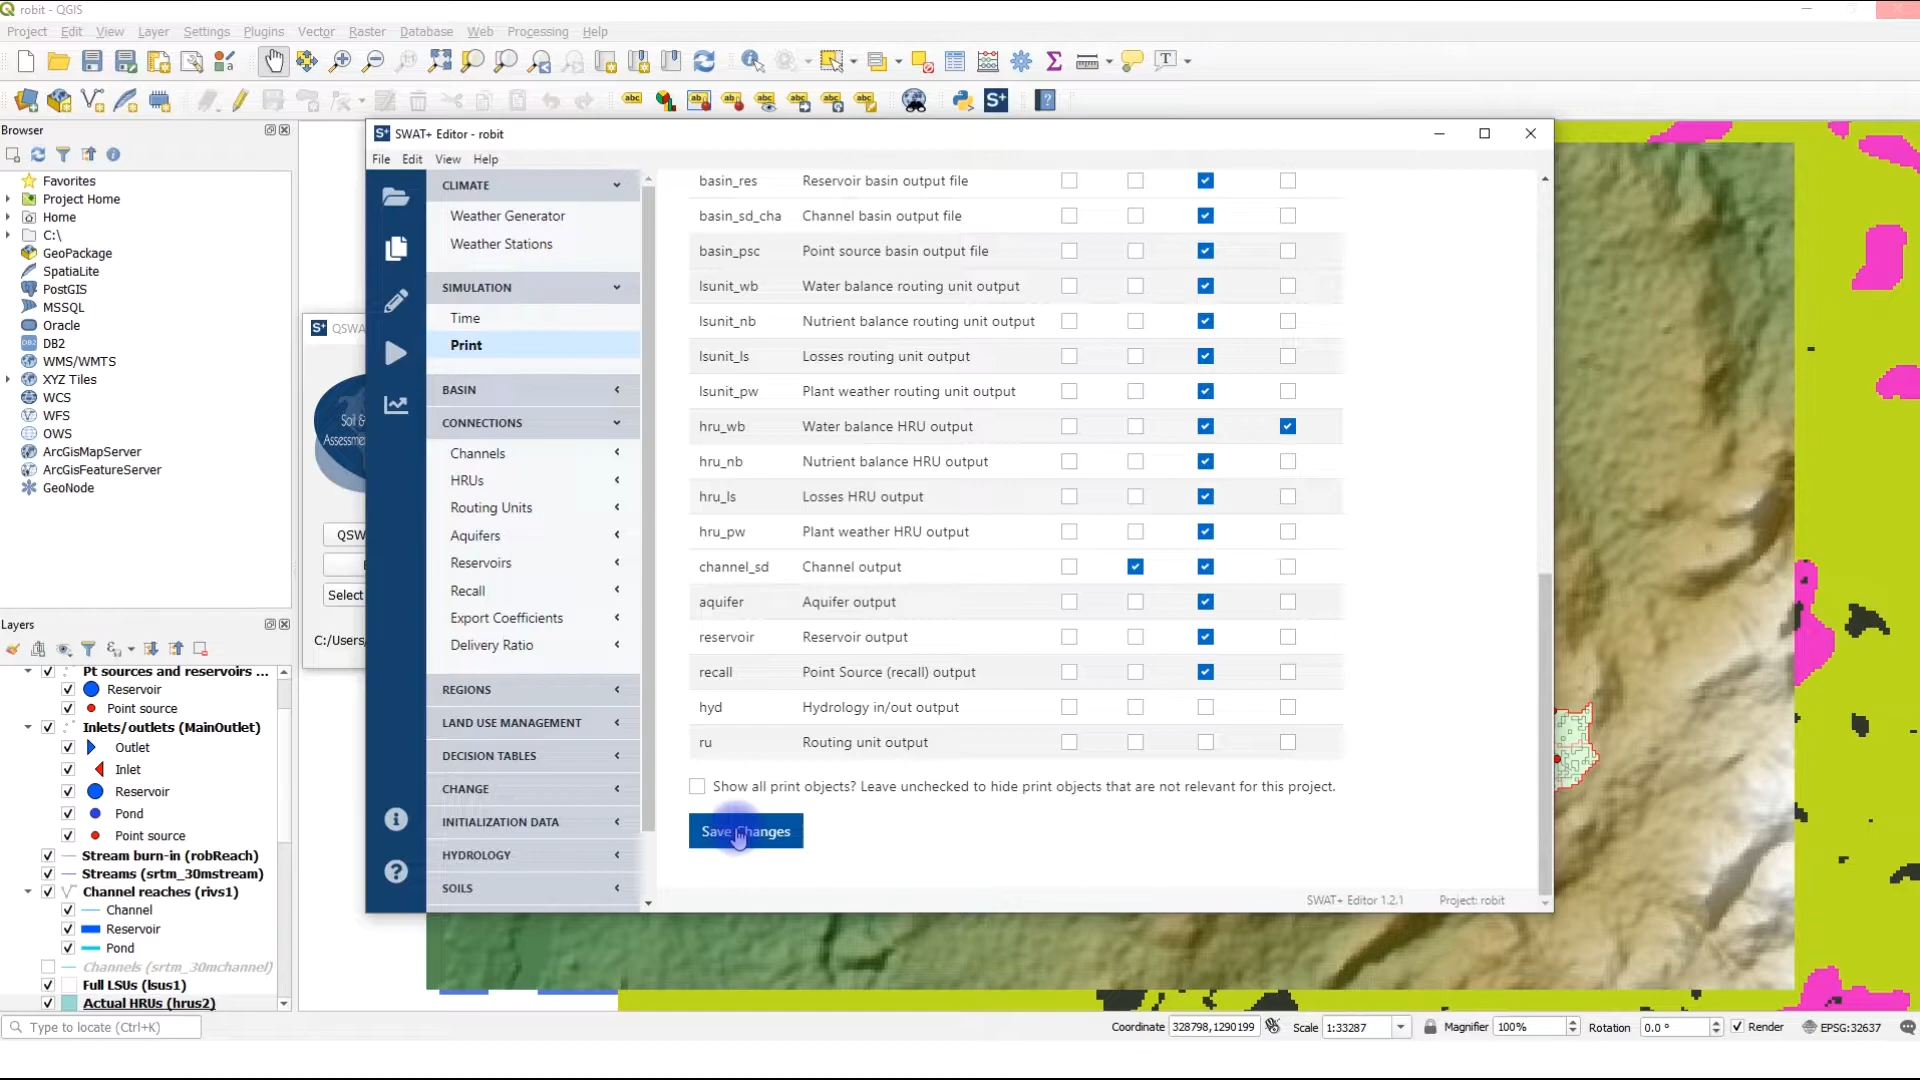 robit - QGIS
Project Edit View Layer Settings Plugins Vector Raster Database Web Processing Help
Browser
Favorites
Project Home
Home
C:\
GeoPackage
SpatiaLite
PostGIS
MSSQL
Oracle
DB2
WMS/WMTS
XYZ Tiles
WCS
WFS
OWS
ArcGisMapServer
ArcGisFeatureServer
GeoNode
Layers
Pt sources and reservoirs ...
Reservoir
Point source
Inlets/outlets (MainOutlet)
Outlet
Inlet
Reservoir
Pond
Point source
Stream burn-in (robReach)
Streams (srtm_30mstream)
Channel reaches (rivs1)
Channel
Reservoir
Pond
Channels (srtm_30mchannel)
Full LSUs (lsus1)
Actual HRUs (hrus2)
QSWA
Soil &
Assessme
QSW
Select
C:/Users/
SWAT+ Editor - robit
File Edit View Help
CLIMATE
Weather Generator
Weather Stations
SIMULATION
Time
Print
BASIN
CONNECTIONS
Channels
HRUs
Routing Units
Aquifers
Reservoirs
Recall
Export Coefficients
Delivery Ratio
REGIONS
LAND USE MANAGEMENT
DECISION TABLES
CHANGE
INITIALIZATION DATA
HYDROLOGY
SOILS
basin_res Reservoir basin output file
basin_sd_cha Channel basin output file
basin_psc Point source basin output file
lsunit_wb Water balance routing unit output
lsunit_nb Nutrient balance routing unit output
lsunit_ls Losses routing unit output
lsunit_pw Plant weather routing unit output
hru_wb Water balance HRU output
hru_nb Nutrient balance HRU output
hru_ls Losses HRU output
hru_pw Plant weather HRU output
channel_sd Channel output
aquifer Aquifer output
reservoir Reservoir output
recall Point Source (recall) output
hyd Hydrology in/out output
ru Routing unit output
Show all print objects? Leave unchecked to hide print objects that are not relevant for this project.
Save Changes
SWAT+ Editor 1.2.1 Project: robit
Type to locate (Ctrl+K) Coordinate 328798,1290199 Scale 1:33287 Magnifier 100% Rotation 0.0 ° Render EPSG:32637